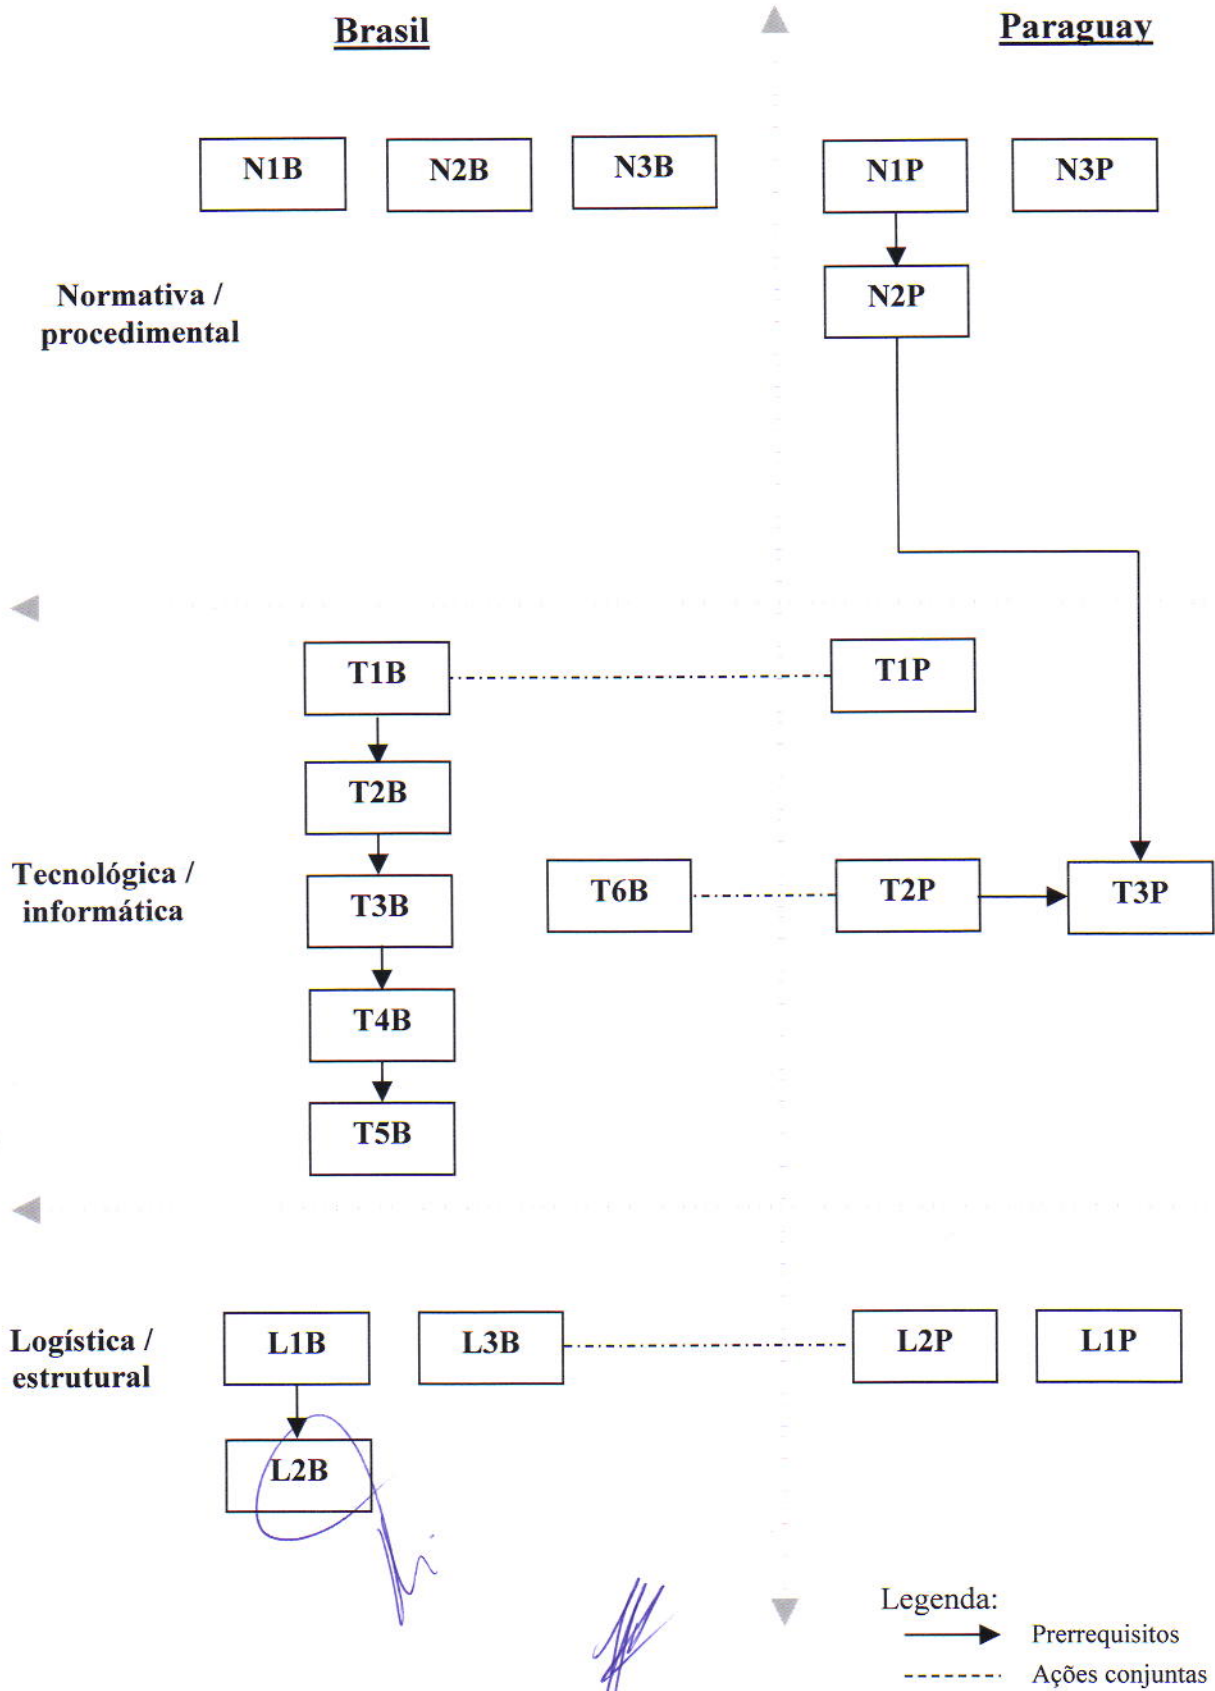 Brasil
Paraguay
N1B
N2B
N3B
N1P
N3P
Normativa /
procedimental
N2P
T1B
T1P
T2B
Tecnológica /
informática
T3B
T6B
T2P
T3P
T4B
T5B
Logística /
estrutural
L1B
L3B
L2P
L1P
L2B
Legenda:
Prerrequisitos
Ações conjuntas